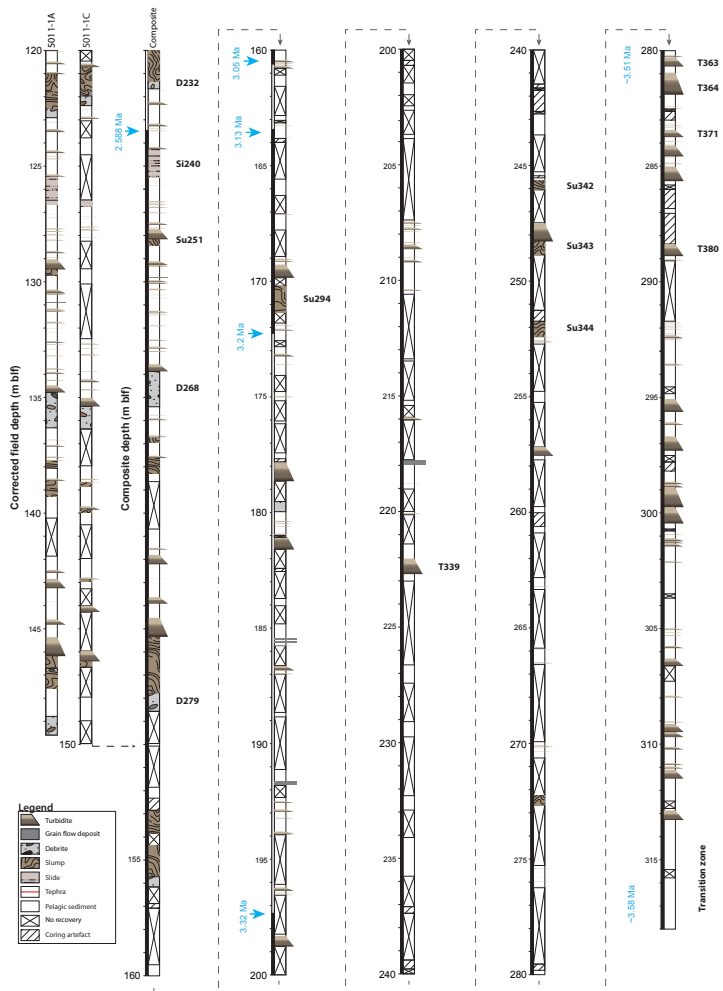 5011-1A
5011-1C
Composite
Corrected field depth (m blf)
Composite depth (m blf)
120
125
130
135
140
145
150
155
160
2.588 Ma
D232
Si240
Su251
D268
D279
160
165
170
175
180
185
190
195
200
3.05 Ma
3.13 Ma
3.2 Ma
3.32 Ma
Su294
200
205
210
215
220
225
230
235
240
T339
240
245
250
255
260
265
270
275
280
Su342
Su343
Su344
280
285
290
295
300
305
310
315
~3.51 Ma
~3.58 Ma
T363
T364
T371
T380
Transition zone
Legend
Turbidite
Grain flow deposit
Debrite
Slump
Slide
Tephra
Pelagic sediment
No recovery
Coring artefact